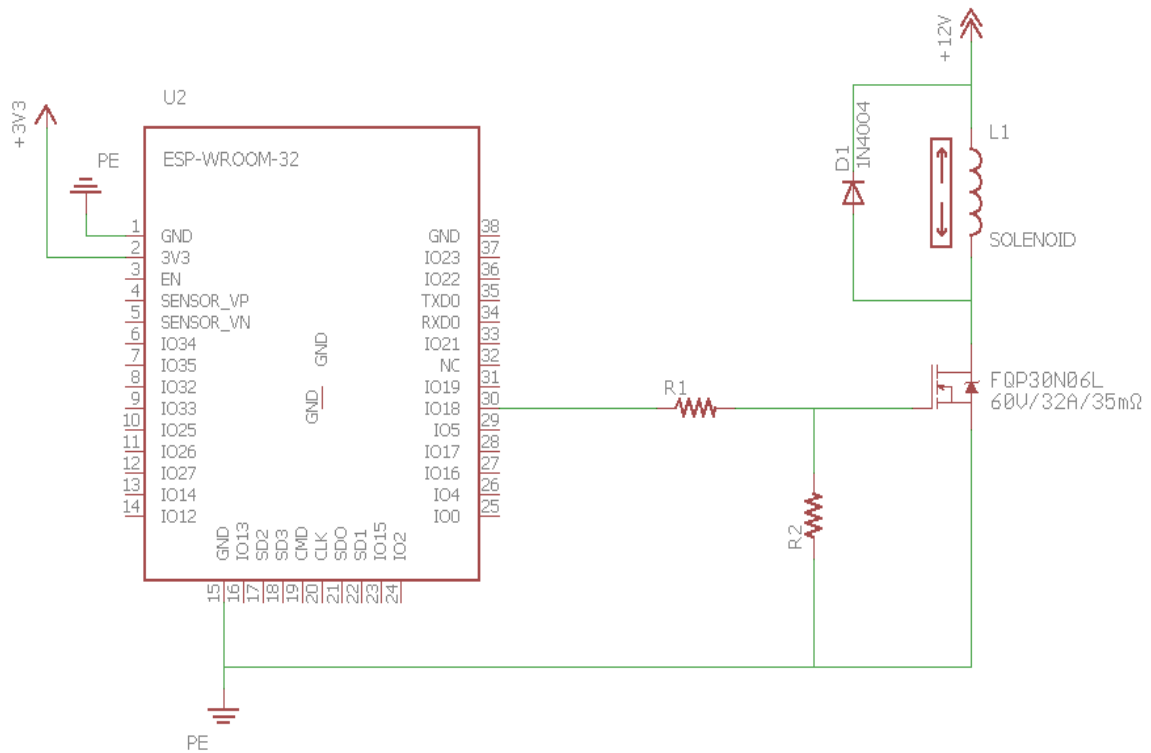 +12V
U2
+3V3
PE
ESP-WROOM-32
D1
1N4004
L1
SOLENOID
1 GND
2 3V3
3 EN
4 SENSOR_VP
5 SENSOR_VN
6 IO34
7 IO35
8 IO32
9 IO33
10 IO25
11 IO26
12 IO27
13 IO14
14 IO12
GND
GND
GND 38
IO23 37
IO22 36
TXD0 35
RXD0 34
IO21 33
NC 32
IO19 31
IO18 30
IO5 29
IO17 28
IO16 27
IO4 26
IO0 25
GND 15
IO13 16
SD2 17
SD3 18
CMD 19
CLK 20
SD0 21
SD1 22
IO15 23
IO2 24
R1
R2
FQP30N06L
60V/32A/35mΩ
PE